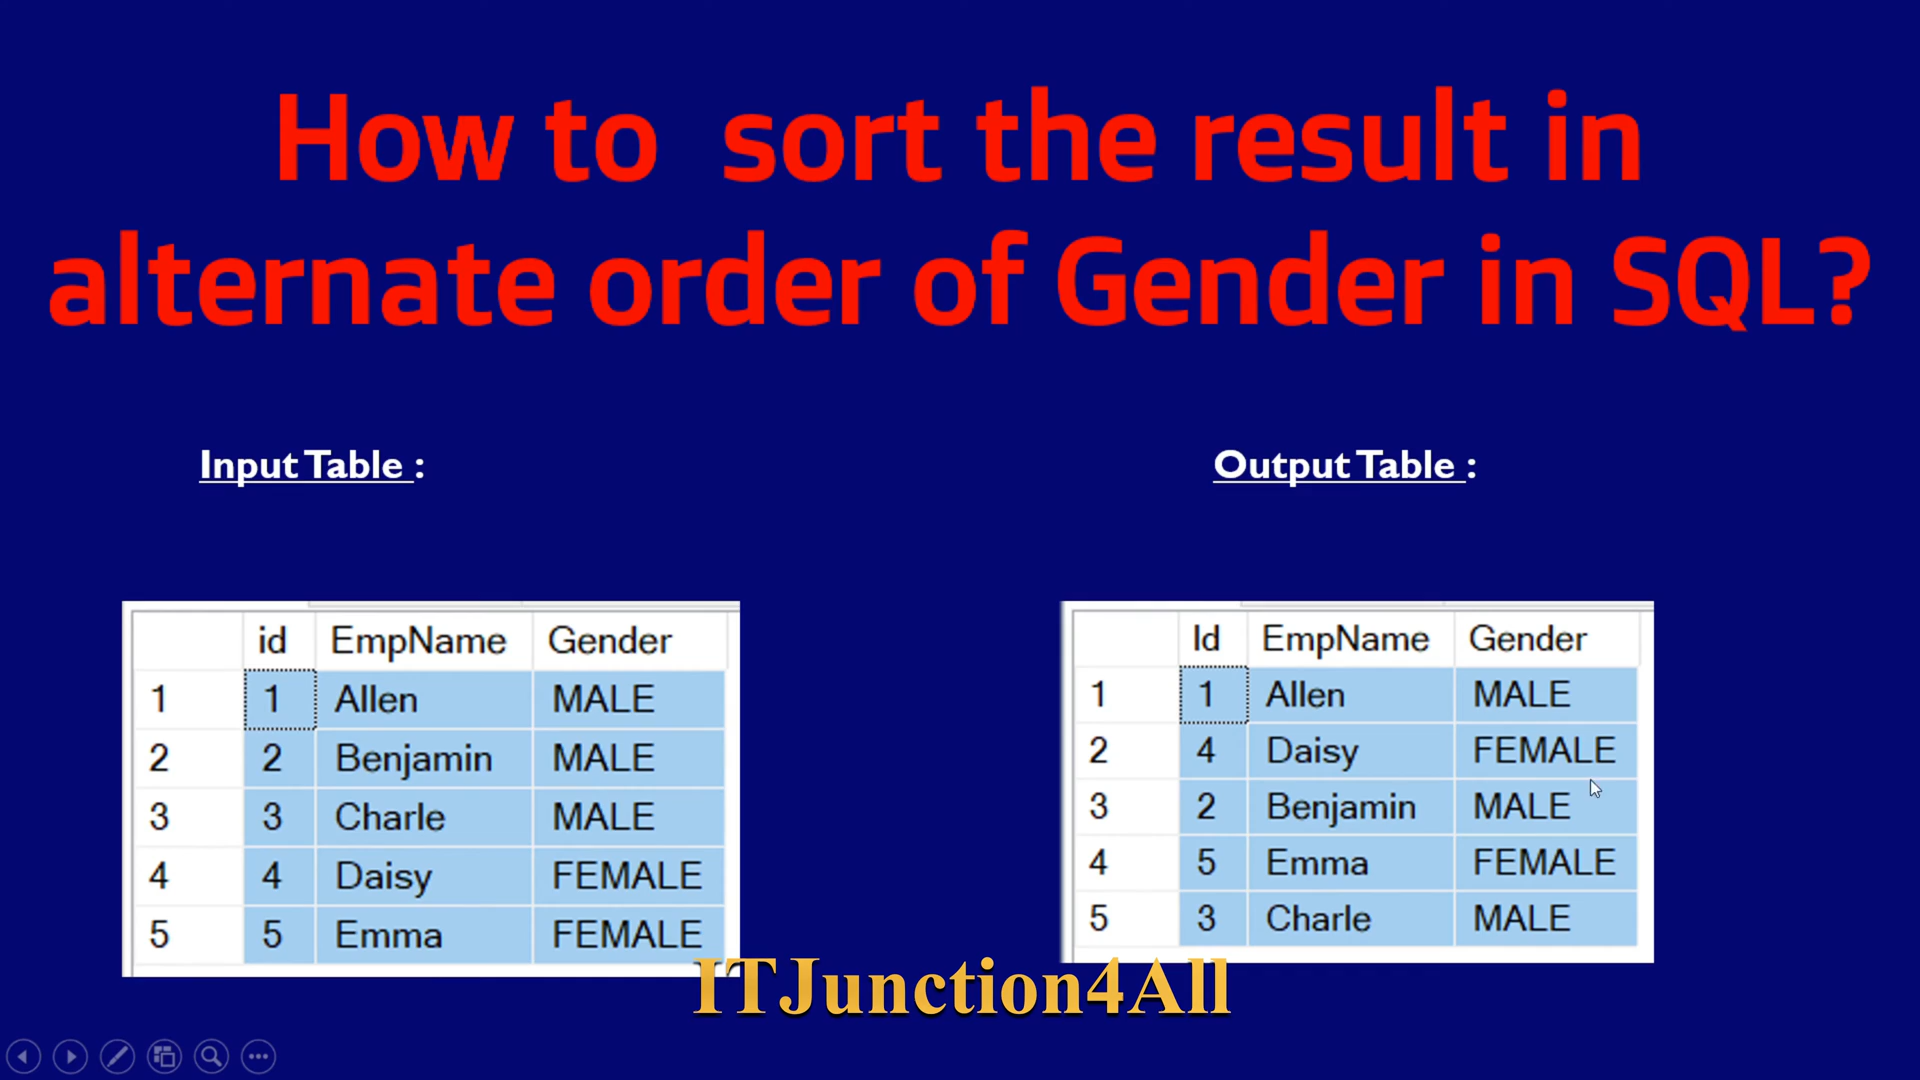 How to  sort the result in
alternate order of Gender in SQL?
Input Table :
id EmpName Gender
1 1 Allen MALE
2 2 Benjamin MALE
3 3 Charle MALE
4 4 Daisy FEMALE
5 5 Emma FEMALE
Output Table :
Id EmpName Gender
1 1 Allen MALE
2 4 Daisy FEMALE
3 2 Benjamin MALE
4 5 Emma FEMALE
5 3 Charle MALE
ITJunction4All